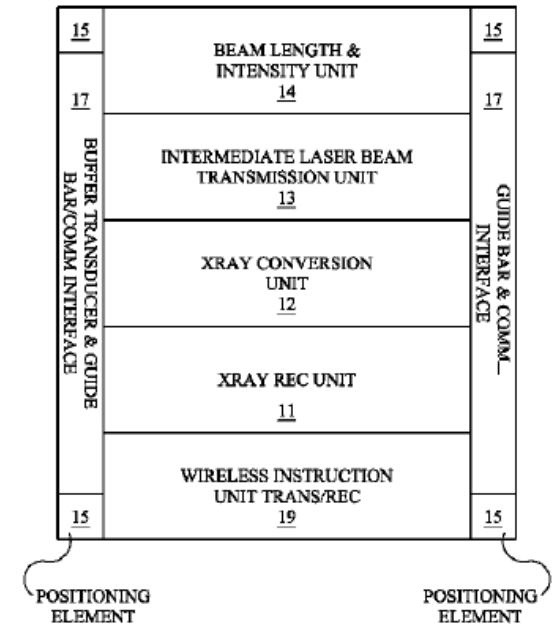 15
BEAM LENGTH &
INTENSITY UNIT
14
15
17
BUFFER TRANSDUCER & GUIDE
BAR/COMM INTERFACE
INTERMEDIATE LASER BEAM
TRANSMISSION UNIT
13
XRAY CONVERSION
UNIT
12
XRAY REC UNIT
11
WIRELESS INSTRUCTION
UNIT TRANS/REC
19
17
GUIDE BAR & COMM_
INTERFACE
15
15
POSITIONING
ELEMENT
POSITIONING
ELEMENT